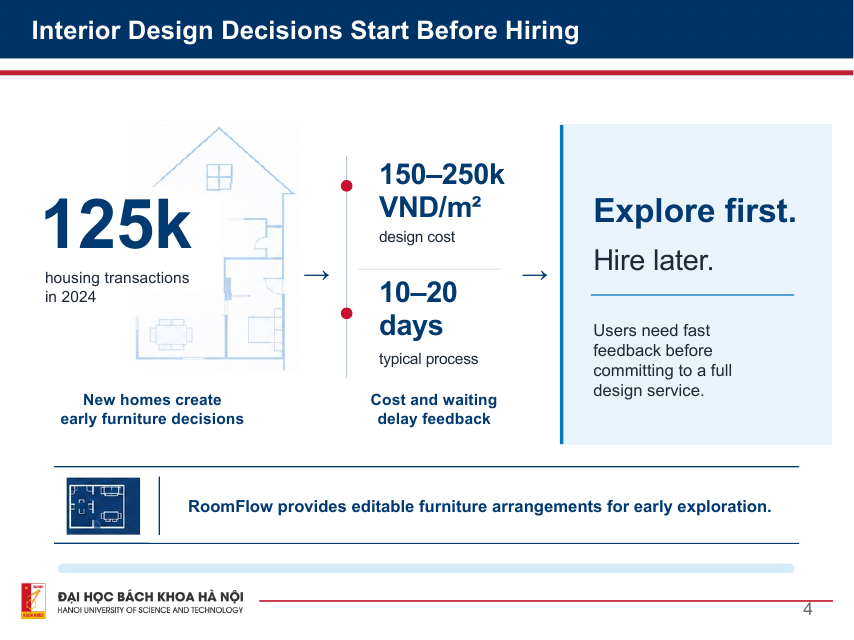 Interior Design Decisions Start Before Hiring
125k
housing transactions
in 2024
New homes create
early furniture decisions
→
150–250k
VND/m²
design cost
10–20
days
typical process
Cost and waiting
delay feedback
→
Explore first.
Hire later.
Users need fast
feedback before
committing to a full
design service.
RoomFlow provides editable furniture arrangements for early exploration.
ĐẠI HỌC BÁCH KHOA HÀ NỘI
HANOI UNIVERSITY OF SCIENCE AND TECHNOLOGY
4